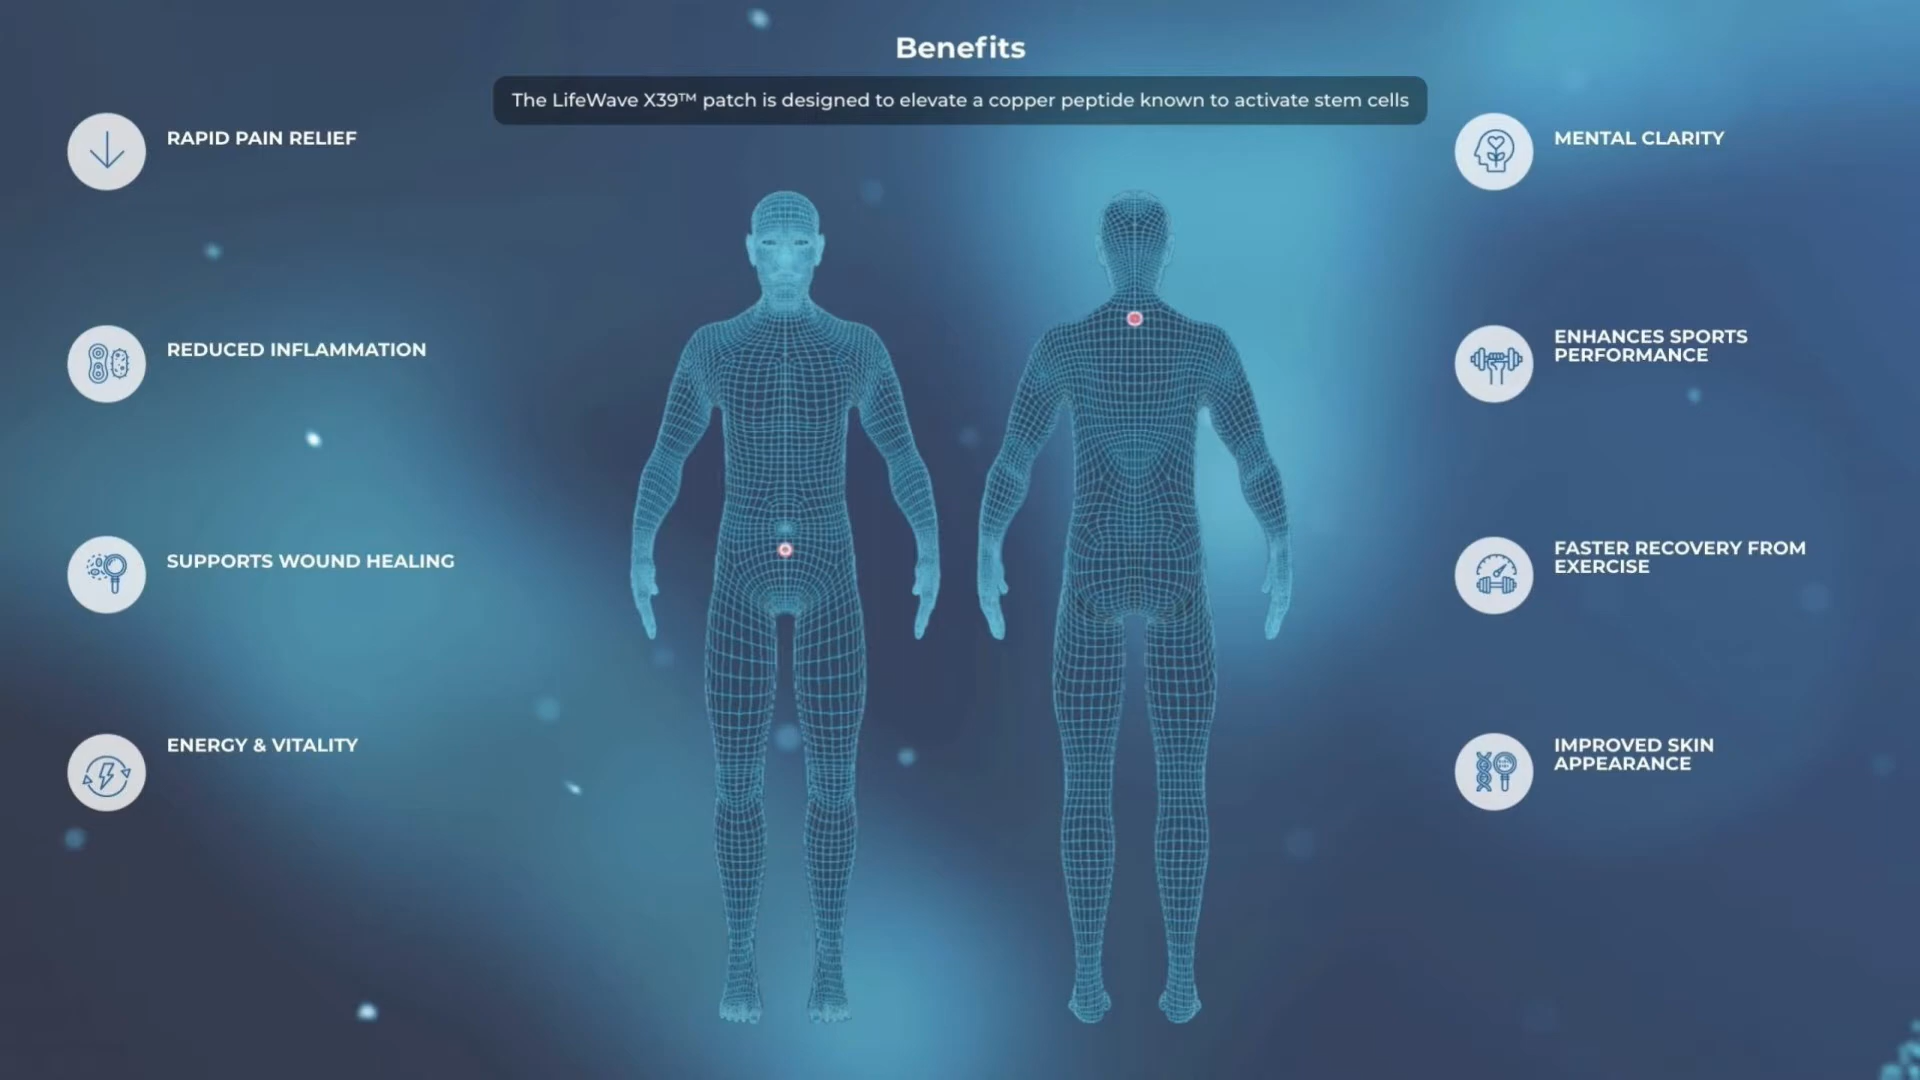 Benefits
The LifeWave X39™ patch is designed to elevate a copper peptide known to activate stem cells
RAPID PAIN RELIEF
REDUCED INFLAMMATION
SUPPORTS WOUND HEALING
ENERGY & VITALITY
MENTAL CLARITY
ENHANCES SPORTS
PERFORMANCE
FASTER RECOVERY FROM
EXERCISE
IMPROVED SKIN
APPEARANCE